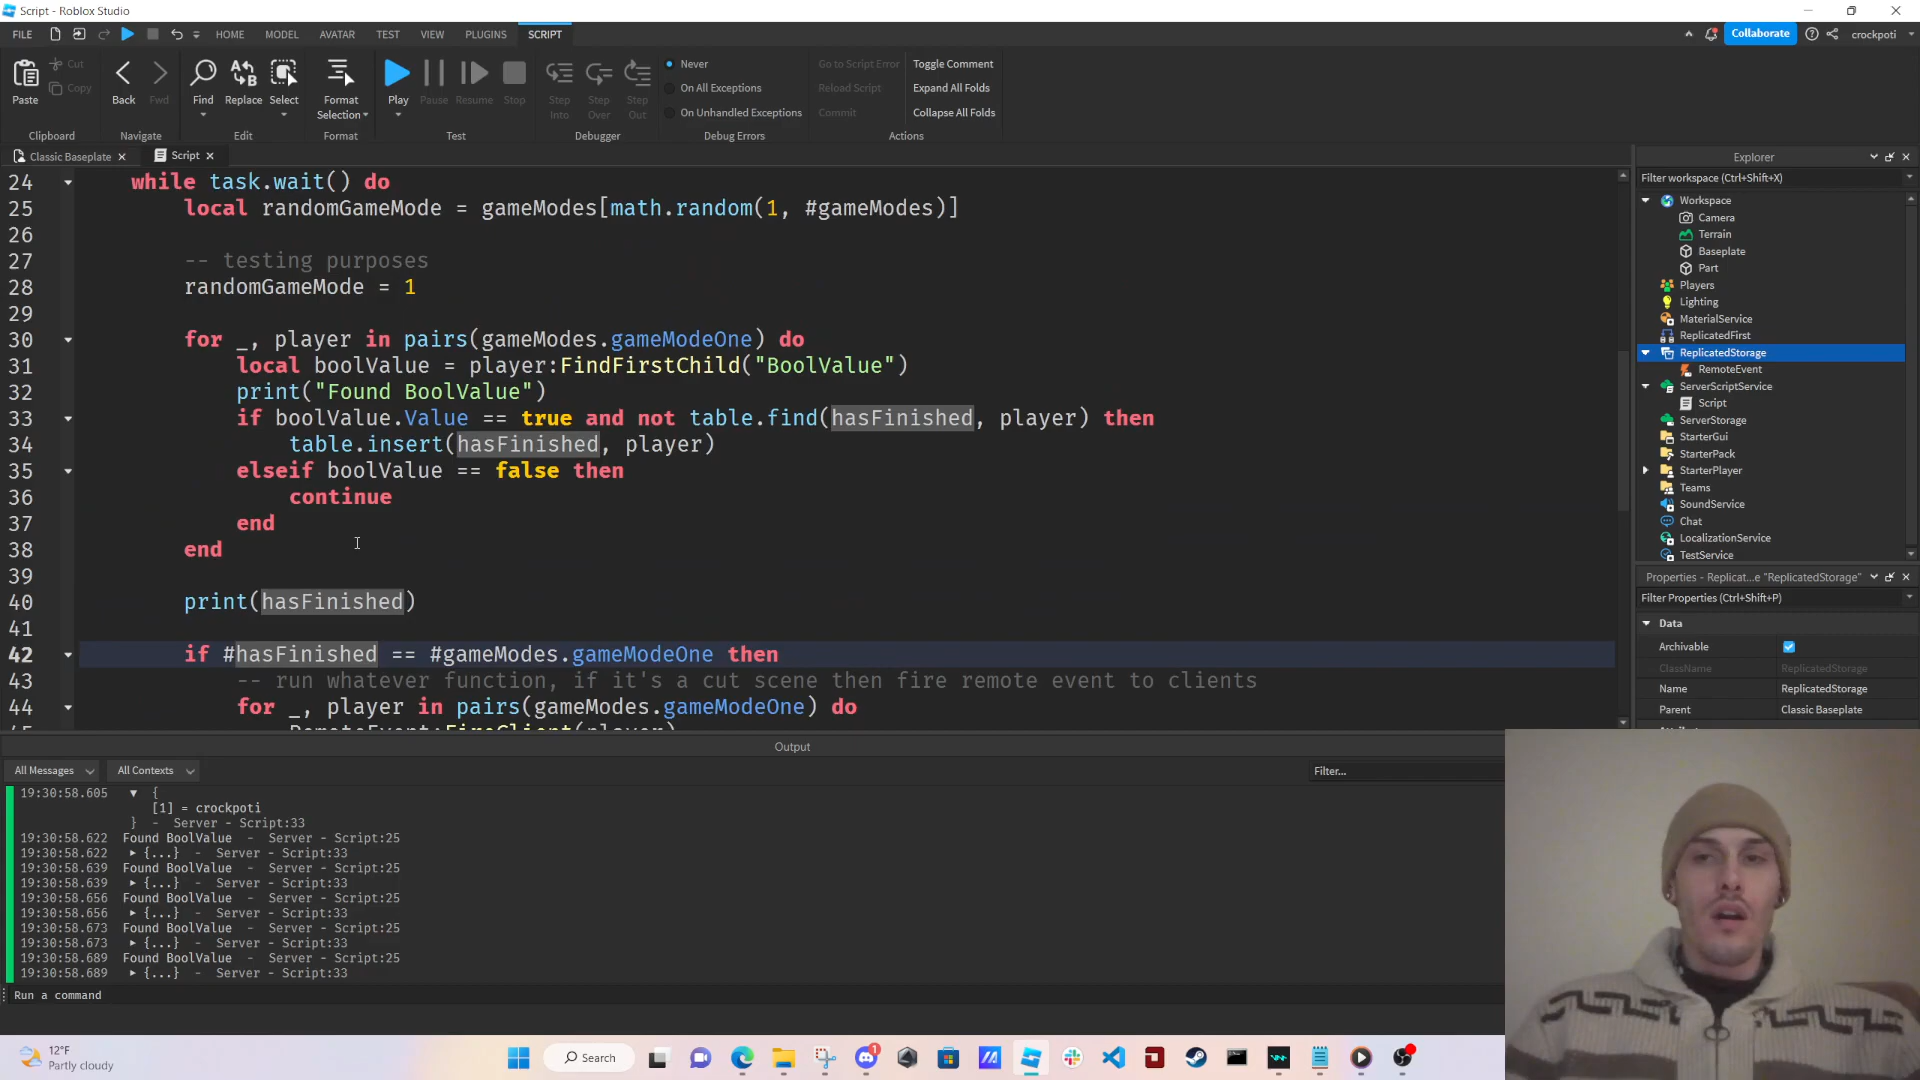 Script - Roblox Studio
FILE HOME MODEL AVATAR TEST VIEW PLUGINS SCRIPT Collaborate crockpoti
Paste Cut Copy Clipboard
Back Fwd Navigate
Find Replace Select Edit
Format Selection Format
Play Pause Resume Stop Test
Step Into Step Over Step Out Debugger
Never
On All Exceptions
On Unhandled Exceptions
Debug Errors
Go to Script Error
Reload Script
Commit
Toggle Comment
Expand All Folds
Collapse All Folds
Actions
Classic Baseplate Script
24 while task.wait() do
25 local randomGameMode = gameModes[math.random(1, #gameModes)]
26
27 -- testing purposes
28 randomGameMode = 1
29
30 for _, player in pairs(gameModes.gameModeOne) do
31 local boolValue = player:FindFirstChild("BoolValue")
32 print("Found BoolValue")
33 if boolValue.Value == true and not table.find(hasFinished, player) then
34 table.insert(hasFinished, player)
35 elseif boolValue == false then
36 continue
37 end
38 end
39
40 print(hasFinished)
41
42 if #hasFinished == #gameModes.gameModeOne then
43 -- run whatever function, if it's a cut scene then fire remote event to clients
44 for _, player in pairs(gameModes.gameModeOne) do
Explorer
Filter workspace (Ctrl+Shift+X)
Workspace
Camera
Terrain
Baseplate
Part
Players
Lighting
MaterialService
ReplicatedFirst
ReplicatedStorage
RemoteEvent
ServerScriptService
Script
ServerStorage
StarterGui
StarterPack
StarterPlayer
Teams
SoundService
Chat
LocalizationService
TestService
Properties - Replicat...e "ReplicatedStorage"
Filter Properties (Ctrl+Shift+P)
Data
Archivable
ClassName ReplicatedStorage
Name ReplicatedStorage
Parent Classic Baseplate
Output
All Messages All Contexts Filter...
19:30:58.605 ▼ {
[1] = crockpoti
} - Server - Script:33
19:30:58.622 Found BoolValue - Server - Script:25
19:30:58.622 ► {...} - Server - Script:33
19:30:58.639 Found BoolValue - Server - Script:25
19:30:58.639 ► {...} - Server - Script:33
19:30:58.656 Found BoolValue - Server - Script:25
19:30:58.656 ► {...} - Server - Script:33
19:30:58.673 Found BoolValue - Server - Script:25
19:30:58.673 ► {...} - Server - Script:33
19:30:58.689 Found BoolValue - Server - Script:25
19:30:58.689 ► {...} - Server - Script:33
Run a command
12°F
Partly cloudy
Search
1